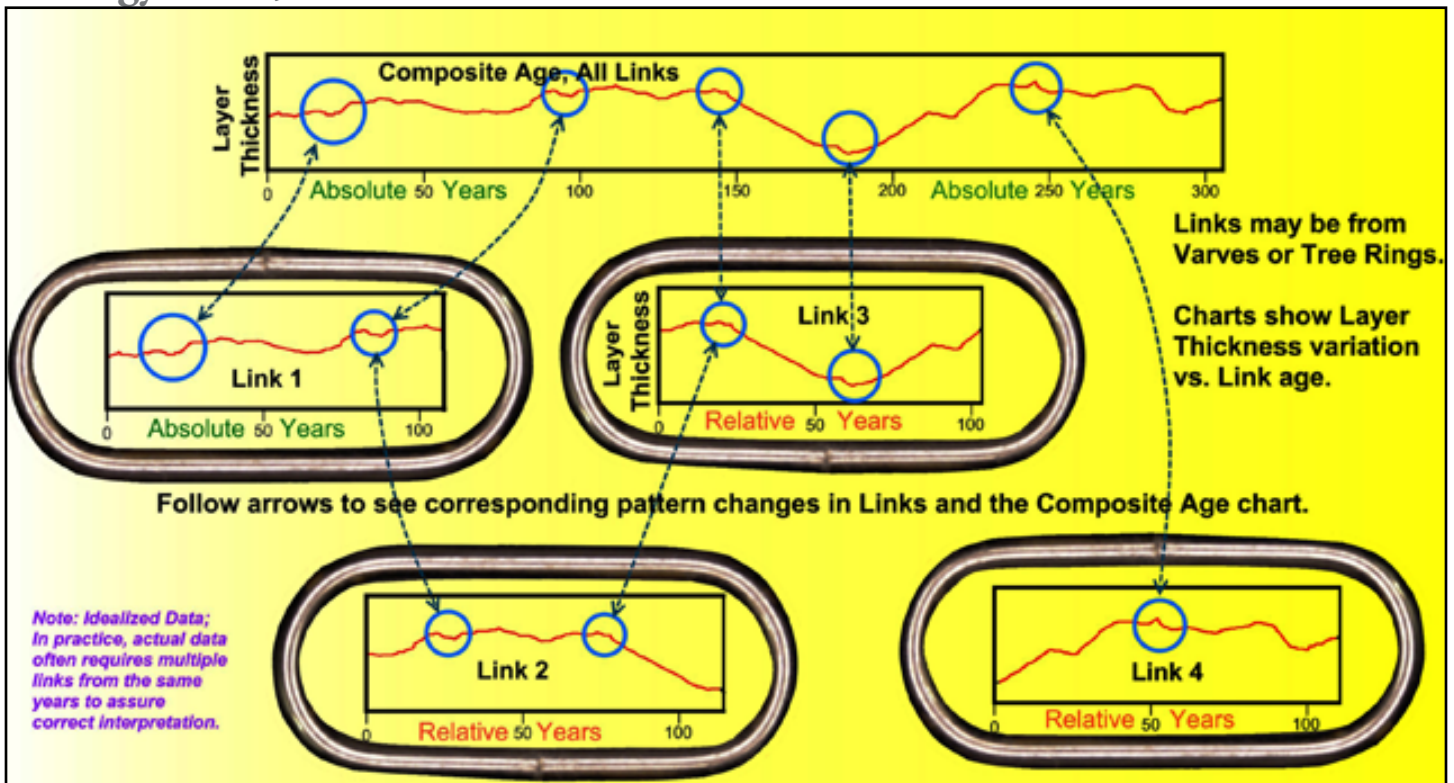 Composite Age, All Links
Layer
Thickness
0
50
100
150
200
250
300
Absolute Years
Absolute Years
Links may be from
Varves or Tree Rings.
Charts show Layer
Thickness variation
vs. Link age.
Link 1
0
50
100
Absolute Years
Layer
Thickness
Link 3
0
50
100
Relative Years
Follow arrows to see corresponding pattern changes in Links and the Composite Age chart.
Note: Idealized Data;
In practice, actual data
often requires multiple
links from the same
years to assure
correct interpretation.
Link 2
0
50
100
Relative Years
Link 4
0
50
100
Relative Years